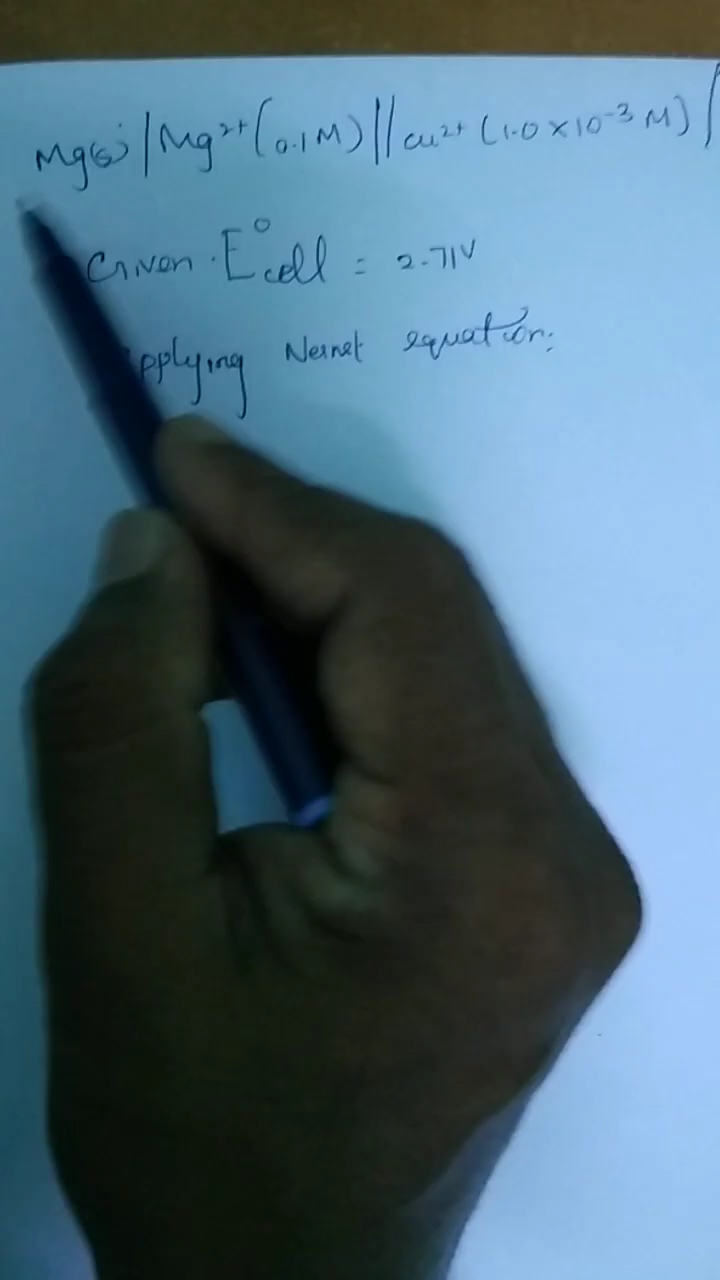 Mg(s) | Mg²⁺ (0.1 M) || Cu²⁺ (1.0 × 10⁻³ M) |
Given. E°cell = 2.71V
pplying Nernst equation: